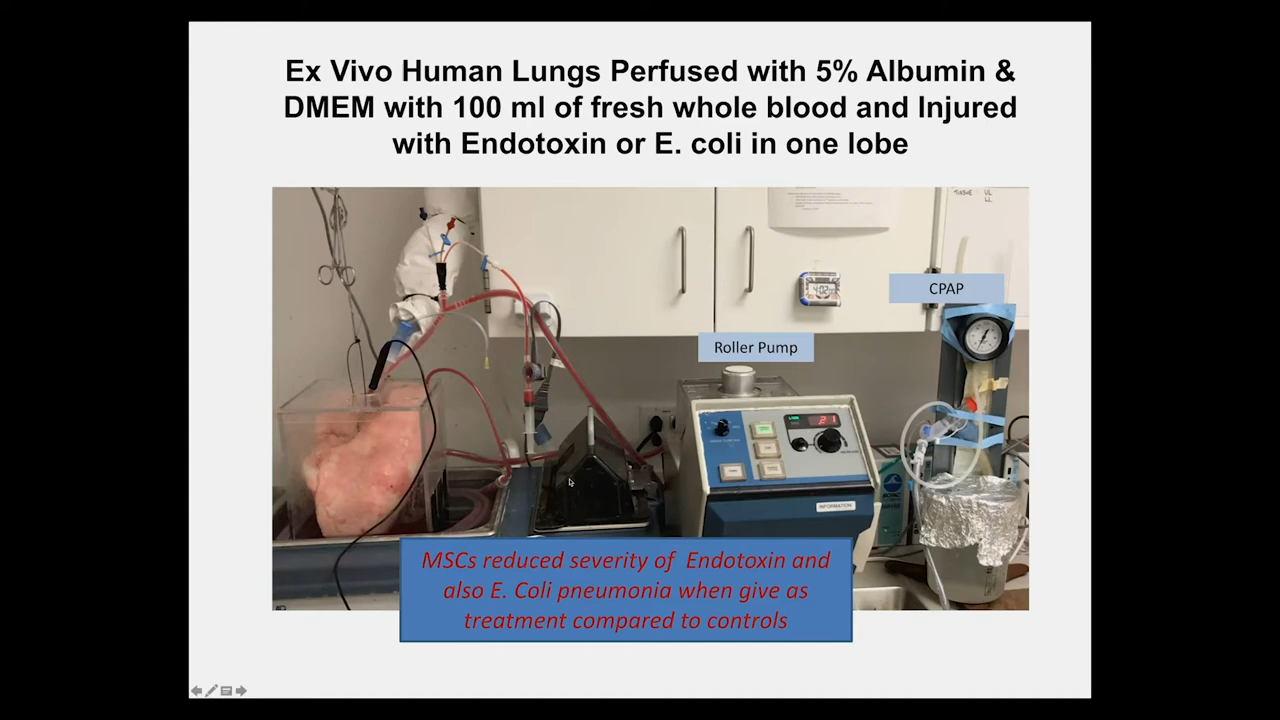 Ex Vivo Human Lungs Perfused with 5% Albumin &
DMEM with 100 ml of fresh whole blood and Injured
with Endotoxin or E. coli in one lobe
CPAP
Roller Pump
INFORMATION
MSCs reduced severity of Endotoxin and
also E. Coli pneumonia when give as
treatment compared to controls